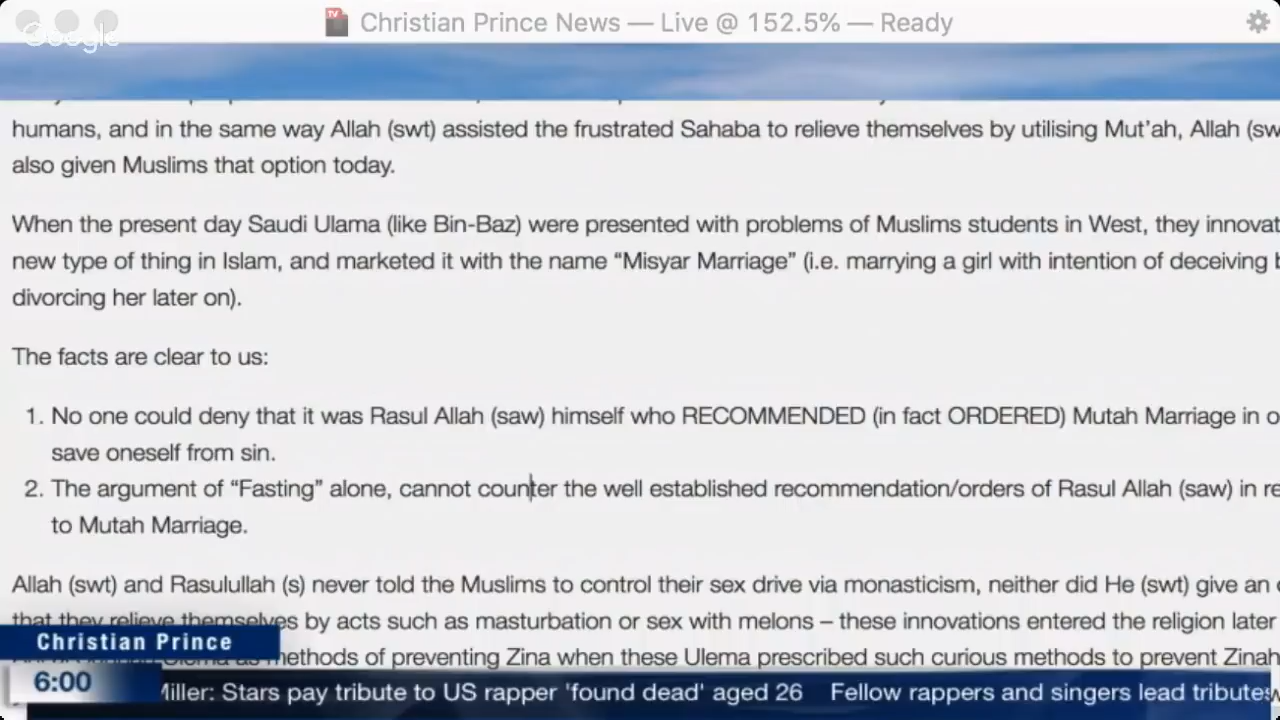 Christian Prince News — Live @ 152.5% — Ready
Google
humans, and in the same way Allah (swt) assisted the frustrated Sahaba to relieve themselves by utilising Mut'ah, Allah (sw
also given Muslims that option today.
When the present day Saudi Ulama (like Bin-Baz) were presented with problems of Muslims students in West, they innovat
new type of thing in Islam, and marketed it with the name “Misyar Marriage” (i.e. marrying a girl with intention of deceiving b
divorcing her later on).
The facts are clear to us:
1. No one could deny that it was Rasul Allah (saw) himself who RECOMMENDED (in fact ORDERED) Mutah Marriage in o
save oneself from sin.
2. The argument of “Fasting” alone, cannot counter the well established recommendation/orders of Rasul Allah (saw) in re
to Mutah Marriage.
Allah (swt) and Rasulullah (s) never told the Muslims to control their sex drive via monasticism, neither did He (swt) give an
that they relieve themselves by acts such as masturbation or sex with melons – these innovations entered the religion later
methods of preventing Zina when these Ulema prescribed such curious methods to prevent Zinah
Christian Prince
6:00
Miller: Stars pay tribute to US rapper 'found dead' aged 26 Fellow rappers and singers lead tributes